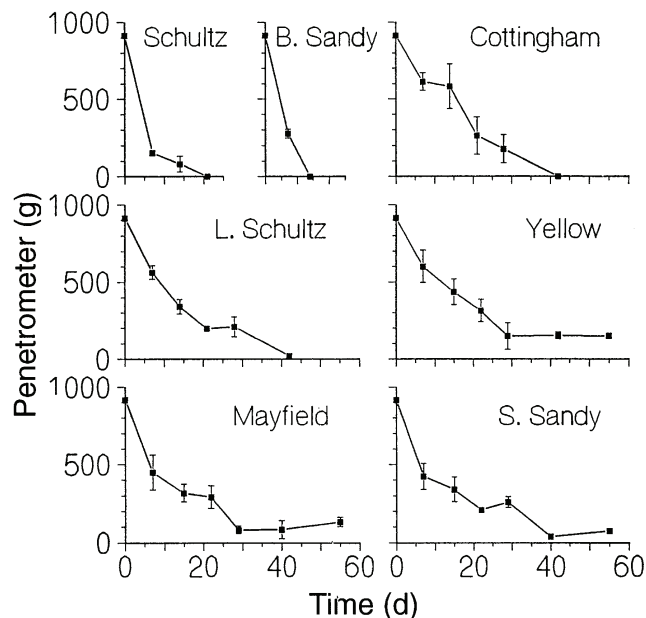 1000
500
0
Schultz
B. Sandy
Cottingham
1000
500
0
L. Schultz
Yellow
1000
500
0
Mayfield
S. Sandy
0 20 40 60
0 20 40 60
Penetrometer (g)
Time (d)